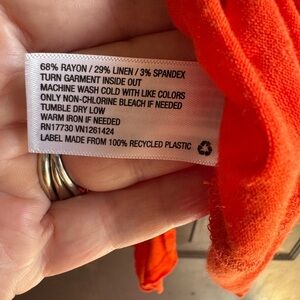 68% RAYON / 29% LINEN / 3% SPANDEX
TURN GARMENT INSIDE OUT
MACHINE WASH COLD WITH LIKE COLORS
ONLY NON-CHLORINE BLEACH IF NEEDED
TUMBLE DRY LOW
WARM IRON IF NEEDED
RN17730 VN1261424
LABEL MADE FROM 100% RECYCLED PLASTIC